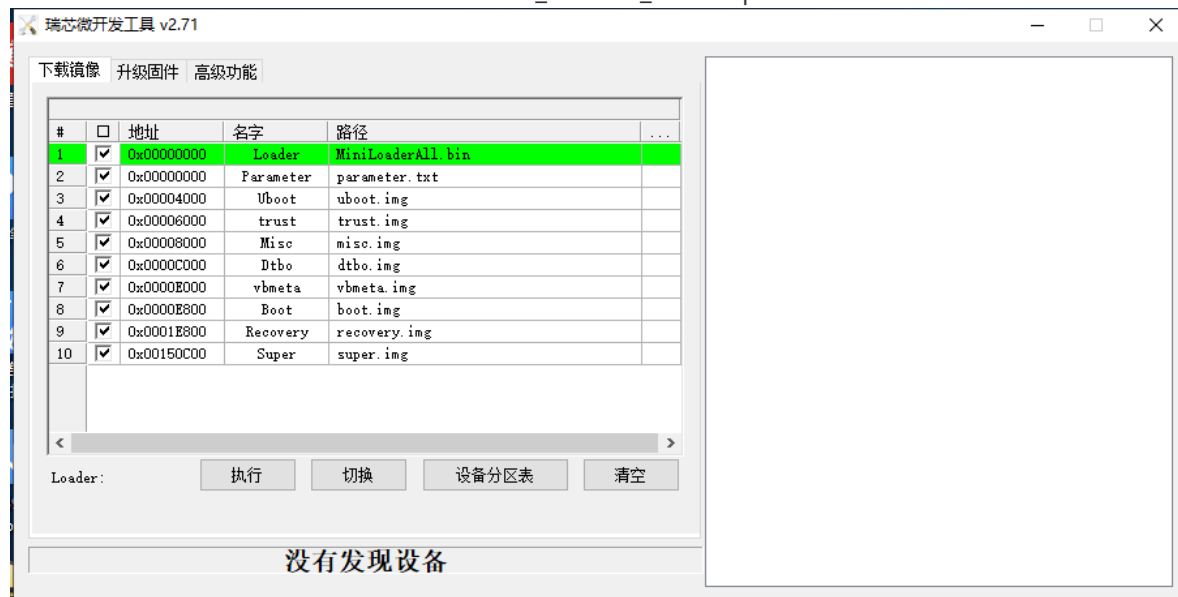 瑞芯微开发工具 v2.71
下载镜像 升级固件 高级功能
# 地址 名字 路径 ...
1 0x00000000 Loader MiniLoaderAll.bin
2 0x00000000 Parameter parameter.txt
3 0x00004000 Uboot uboot.img
4 0x00006000 trust trust.img
5 0x00008000 Misc misc.img
6 0x0000C000 Dtbo dtbo.img
7 0x0000E000 vbmeta vbmeta.img
8 0x0000E800 Boot boot.img
9 0x0001E800 Recovery recovery.img
10 0x00150C00 Super super.img
Loader: 执行 切换 设备分区表 清空
没有发现设备